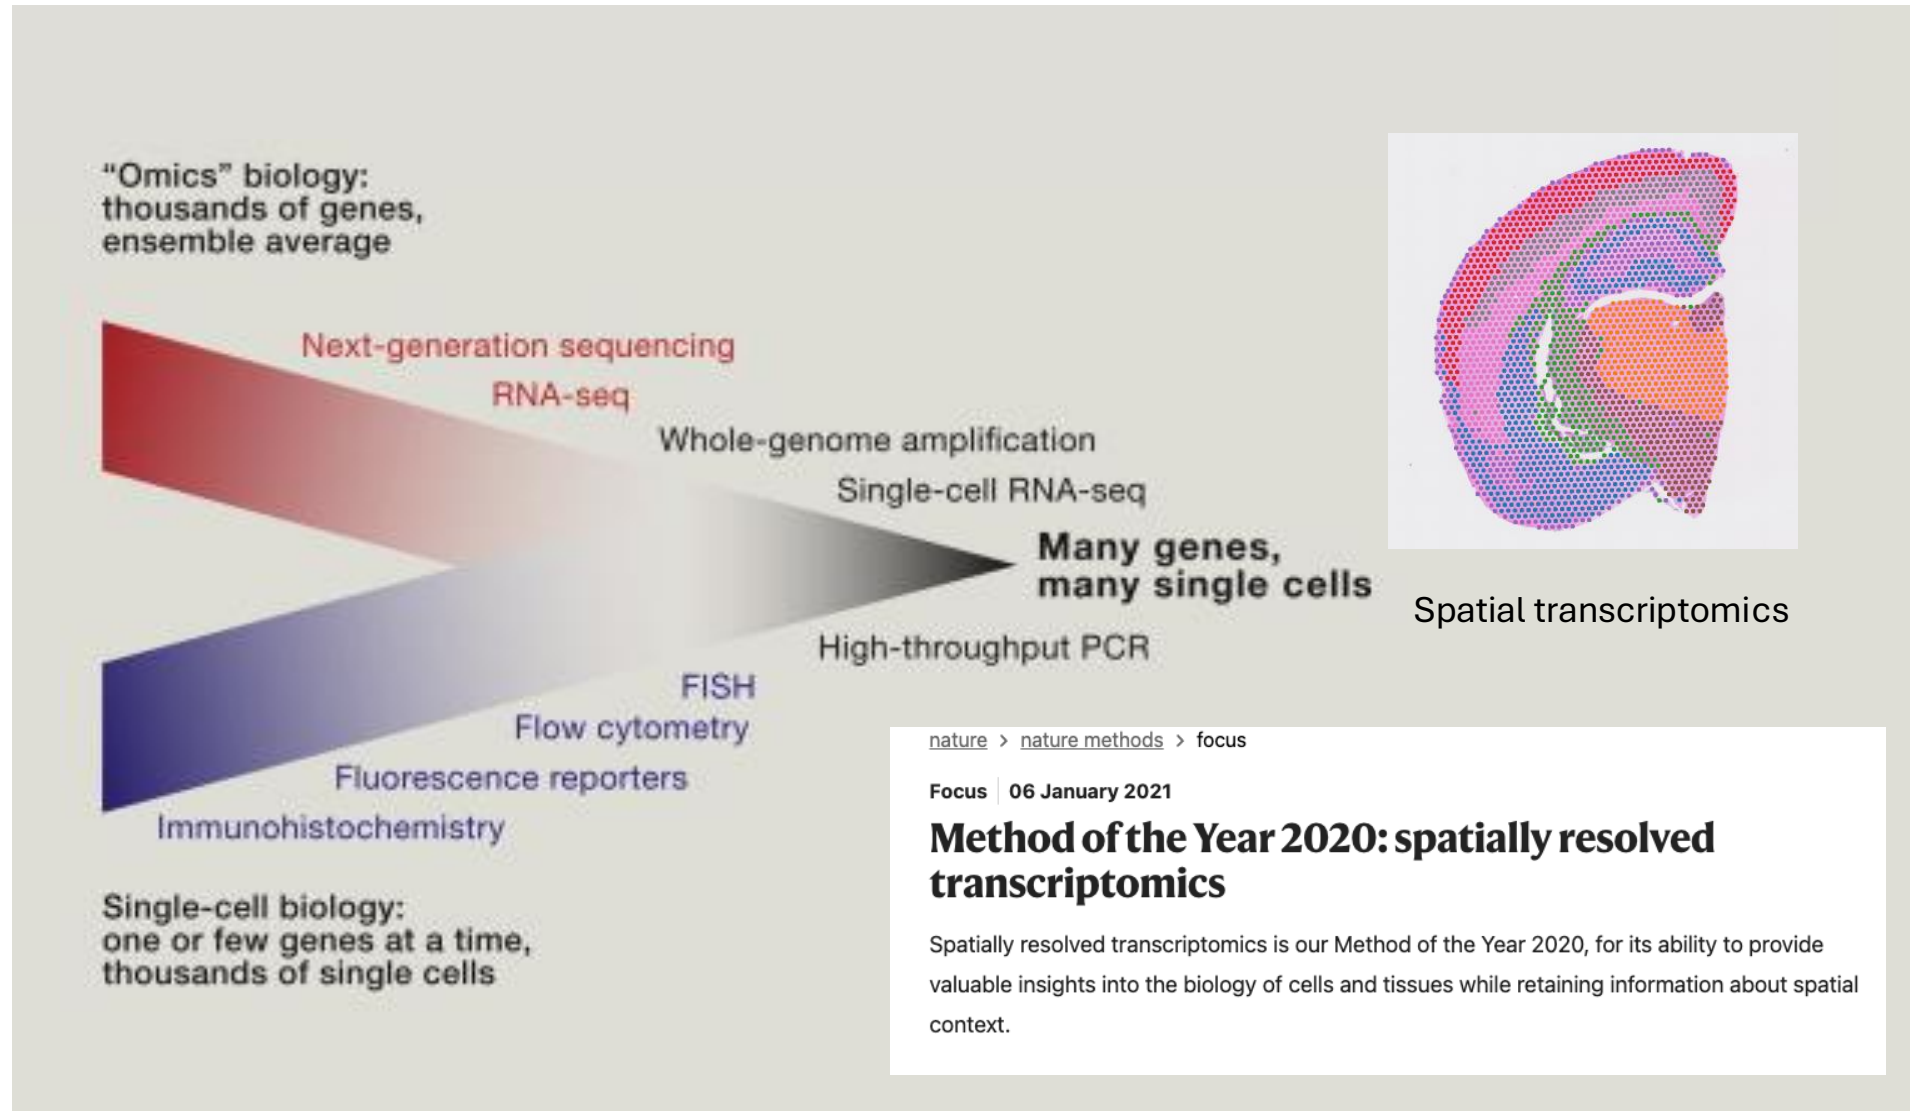 “Omics” biology:
thousands of genes,
ensemble average
Next-generation sequencing
RNA-seq
Whole-genome amplification
Single-cell RNA-seq
Many genes,
many single cells
High-throughput PCR
FISH
Flow cytometry
Fluorescence reporters
Immunohistochemistry
Single-cell biology:
one or few genes at a time,
thousands of single cells
Spatial transcriptomics
nature > nature methods > focus
Focus | 06 January 2021
Method of the Year 2020: spatially resolved
transcriptomics
Spatially resolved transcriptomics is our Method of the Year 2020, for its ability to provide
valuable insights into the biology of cells and tissues while retaining information about spatial
context.